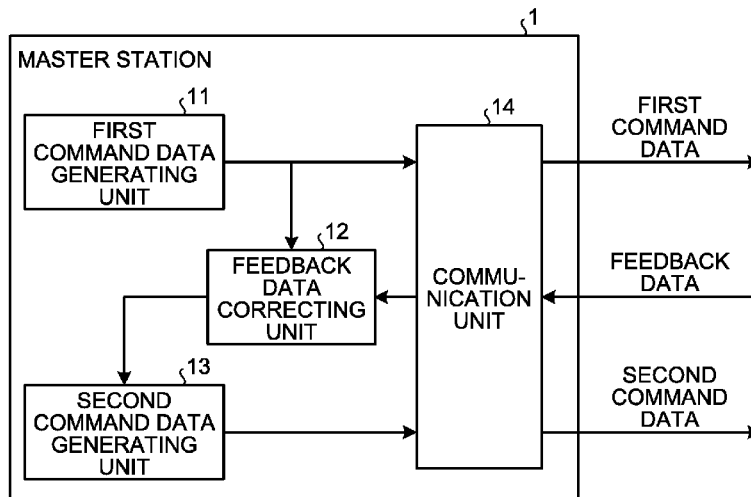 1
MASTER STATION
11
FIRST
COMMAND DATA
GENERATING
UNIT
14
COMMU-
NICATION
UNIT
FIRST
COMMAND
DATA
12
FEEDBACK
DATA
CORRECTING
UNIT
FEEDBACK
DATA
13
SECOND
COMMAND DATA
GENERATING
UNIT
SECOND
COMMAND
DATA